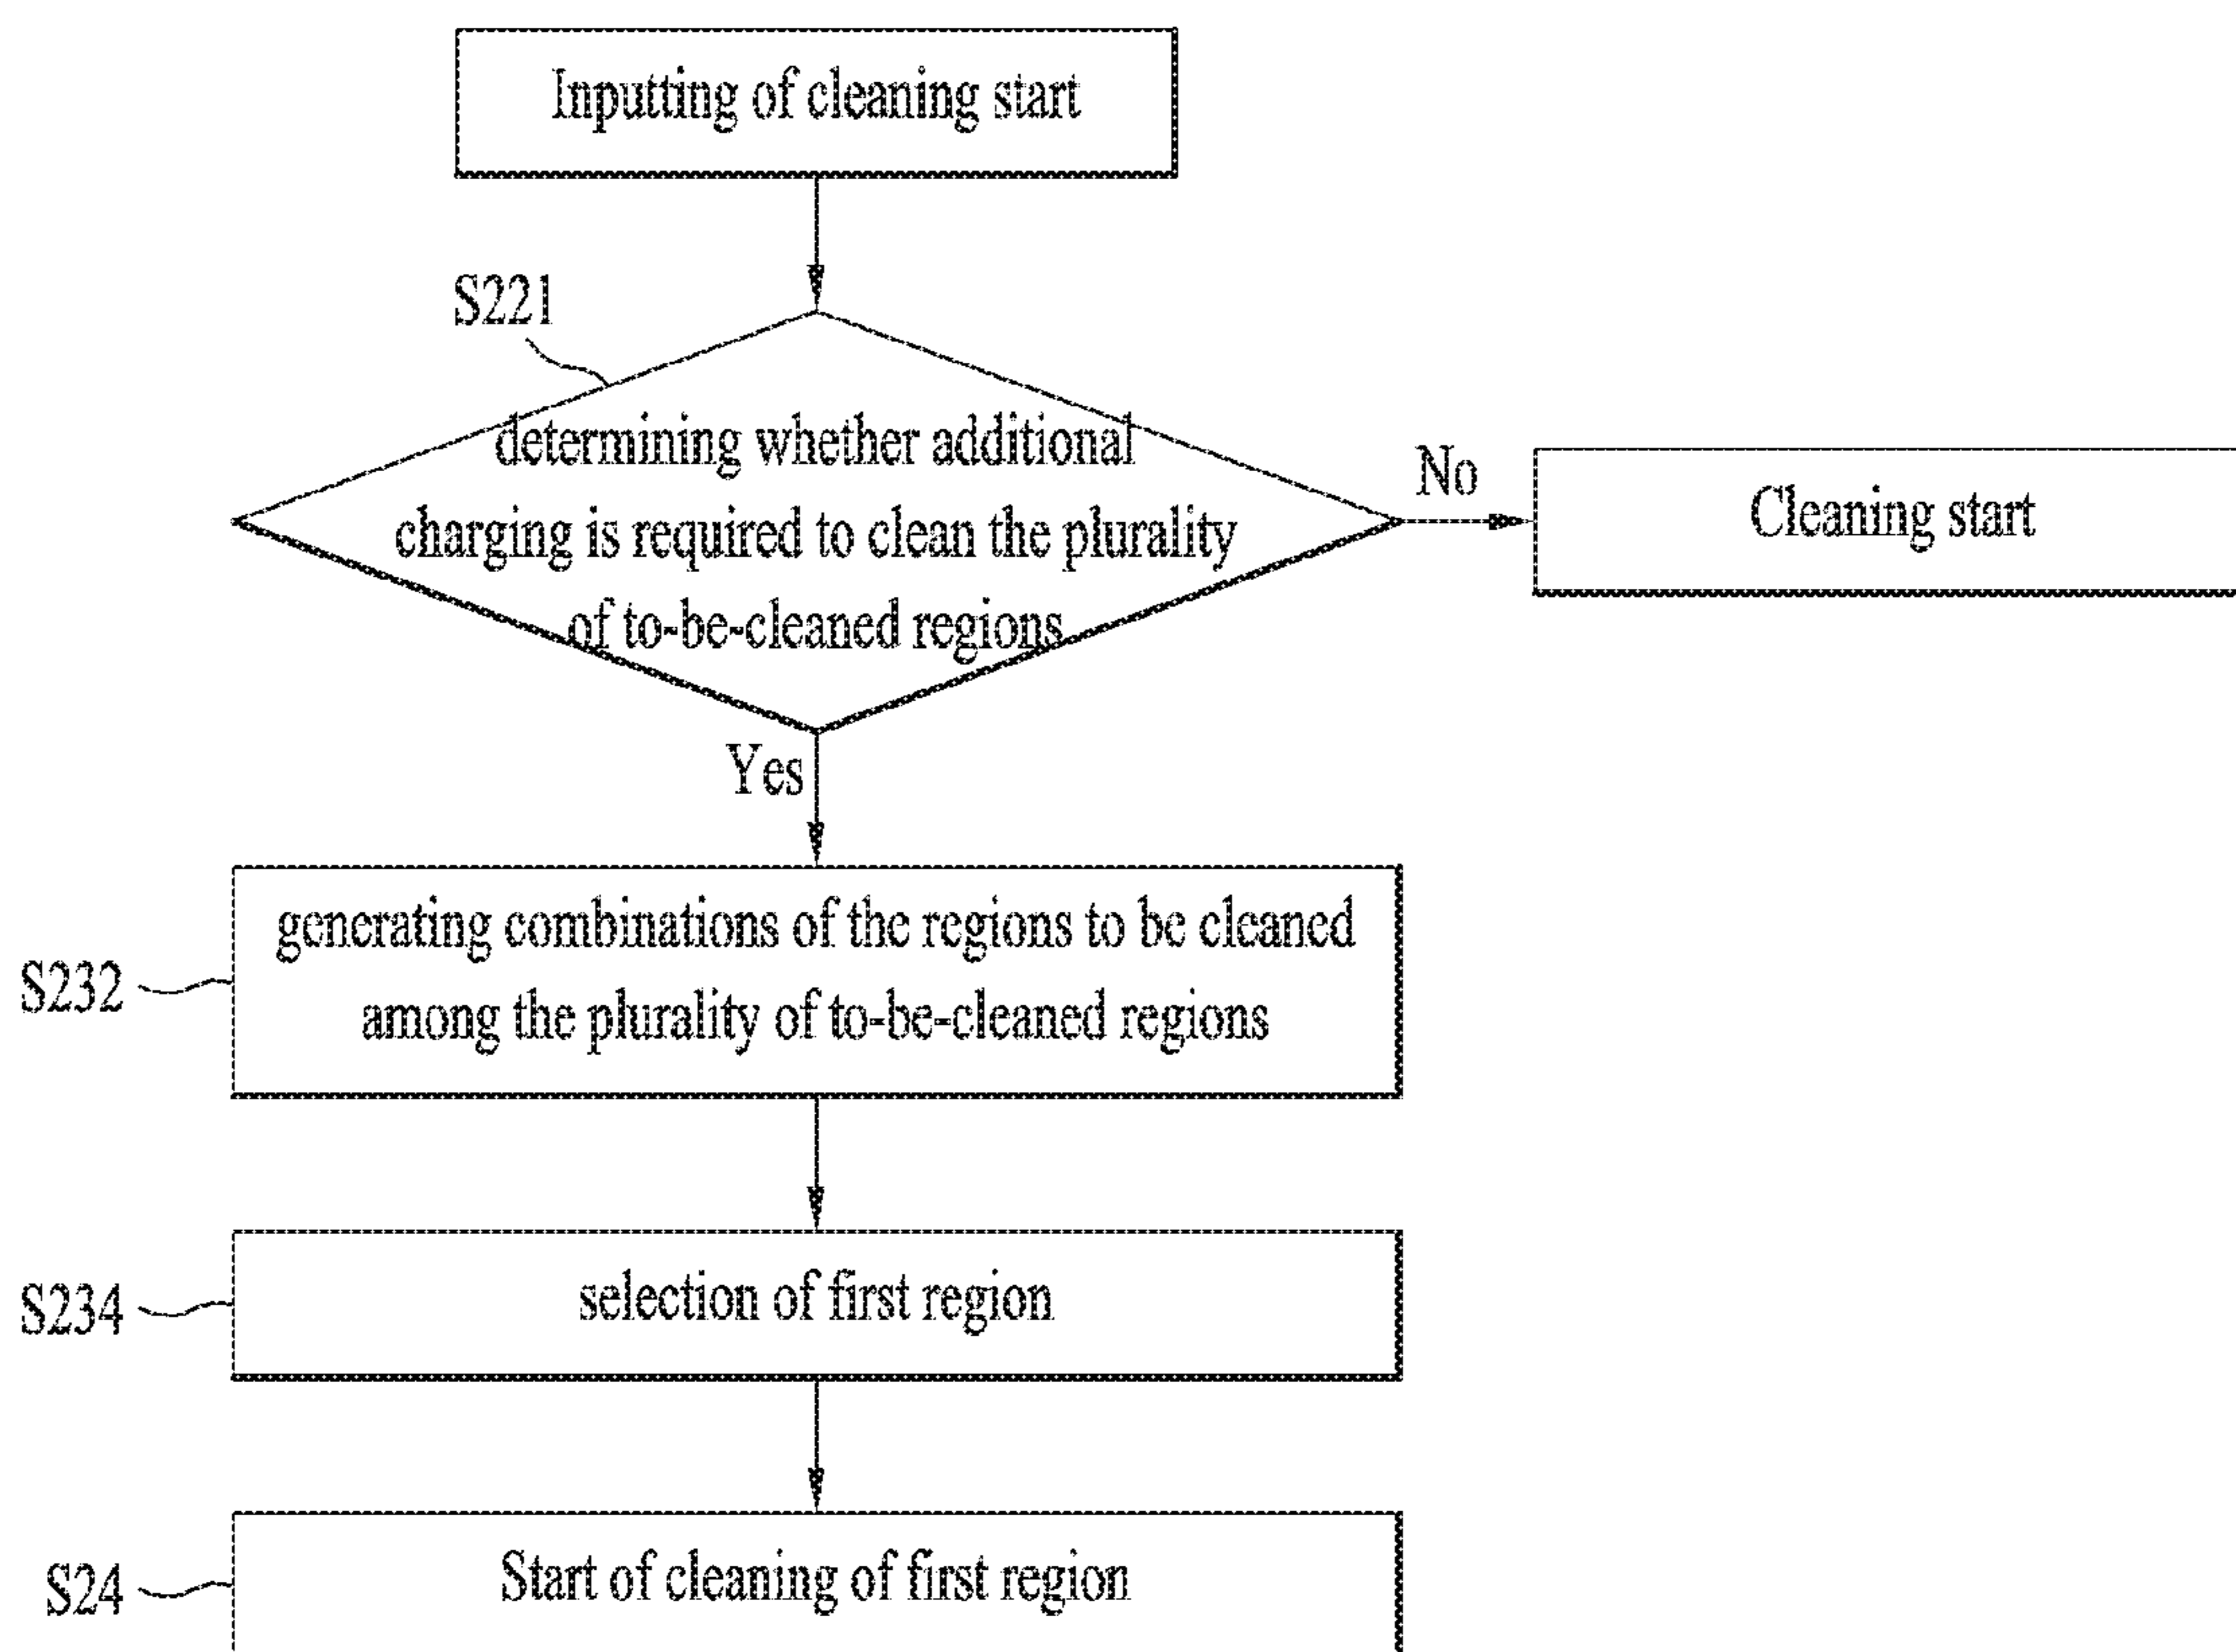 Inputting of cleaning start
S221
determining whether additional
charging is required to clean the plurality
of to-be-cleaned regions
No
Cleaning start
Yes
generating combinations of the regions to be cleaned
among the plurality of to-be-cleaned regions
S232
selection of first region
S234
Start of cleaning of first region
S24